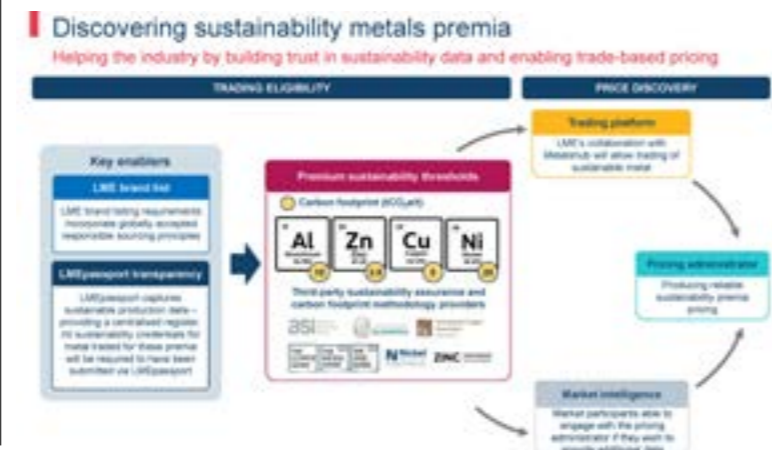 Discovering sustainability metals premia
Helping the industry by building trust in sustainability data and enabling trade-based pricing
TRADING ELIGIBILITY
PRICE DISCOVERY
Key enablers
LME brand list
LME brand listing requirements
incorporate globally accepted
responsible sourcing principles
LMEpassport transparency
LMEpassport captures
sustainable production data –
providing a centralised register.
All sustainability credentials for
metal traded for these premia
will be required to have been
submitted via LMEpassport
Premium sustainability thresholds
Carbon footprint
Al
Zn
Cu
Ni
Third-party sustainability assurance and
carbon footprint methodology providers
asi
Nickel
ZINC
Trading platform
LME's collaboration with
Metalshub will allow trading of
sustainable metal
Pricing administrator
Producing reliable
sustainability premia
pricing
Market intelligence
Market participants able to
engage with the pricing
administrator if they wish to
provide additional data